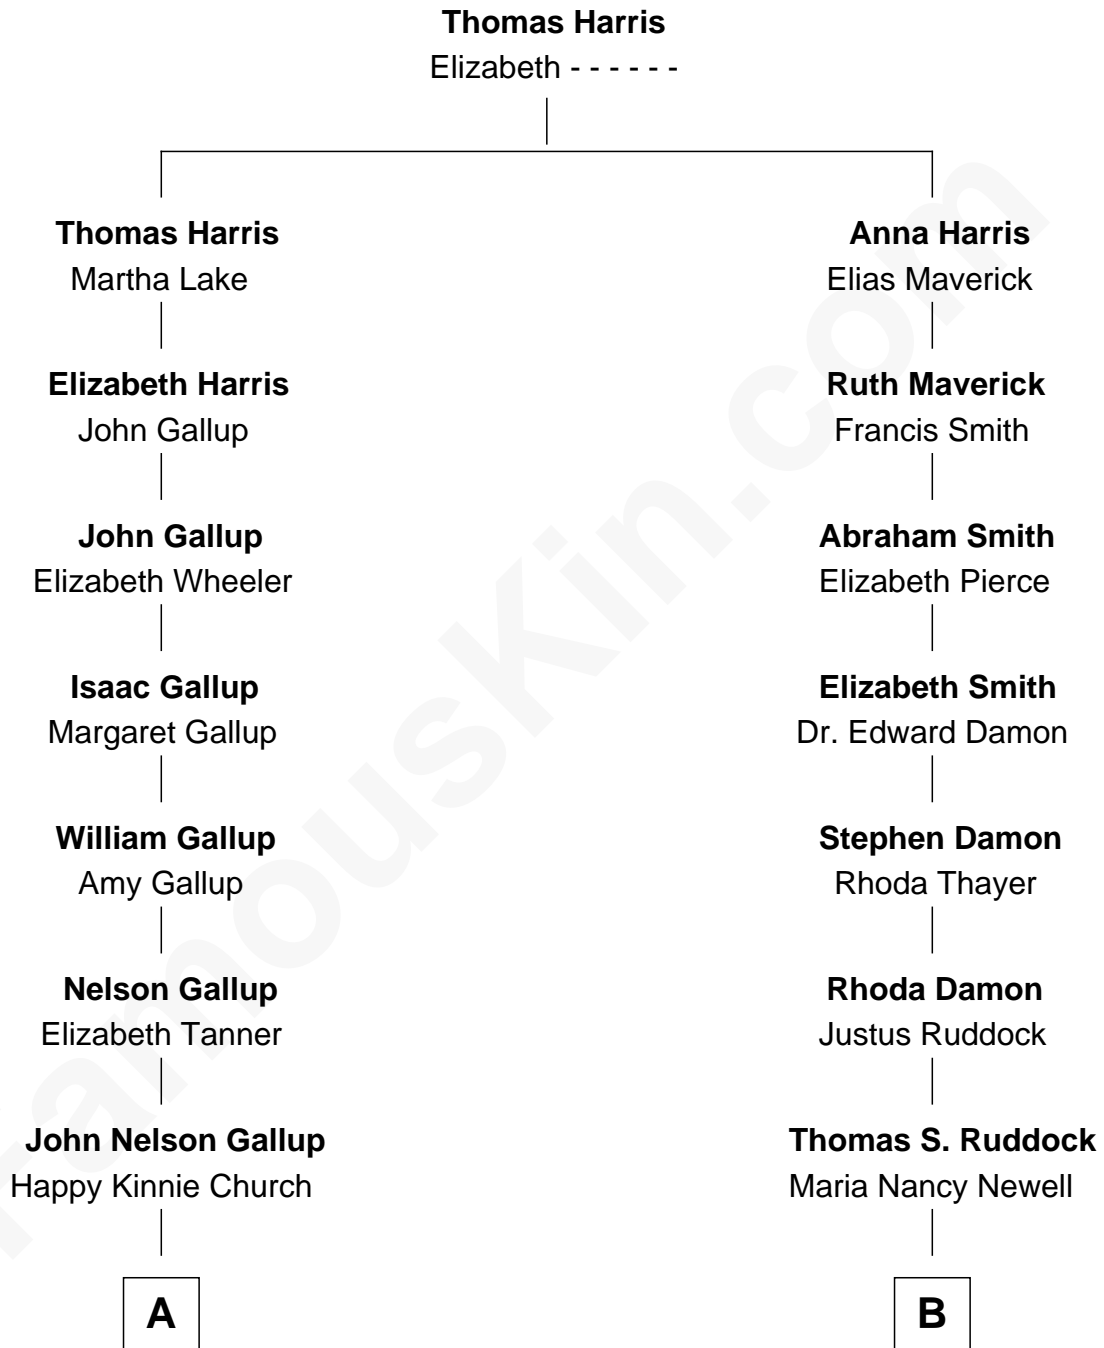 Thomas Harris
Elizabeth - - - - - -
Thomas Harris
Martha Lake
Anna Harris
Elias Maverick
Elizabeth Harris
John Gallup
Ruth Maverick
Francis Smith
John Gallup
Elizabeth Wheeler
Abraham Smith
Elizabeth Pierce
Isaac Gallup
Margaret Gallup
Elizabeth Smith
Dr. Edward Damon
William Gallup
Amy Gallup
Stephen Damon
Rhoda Thayer
Nelson Gallup
Elizabeth Tanner
Rhoda Damon
Justus Ruddock
John Nelson Gallup
Happy Kinnie Church
Thomas S. Ruddock
Maria Nancy Newell
A
B
FamousKin.com